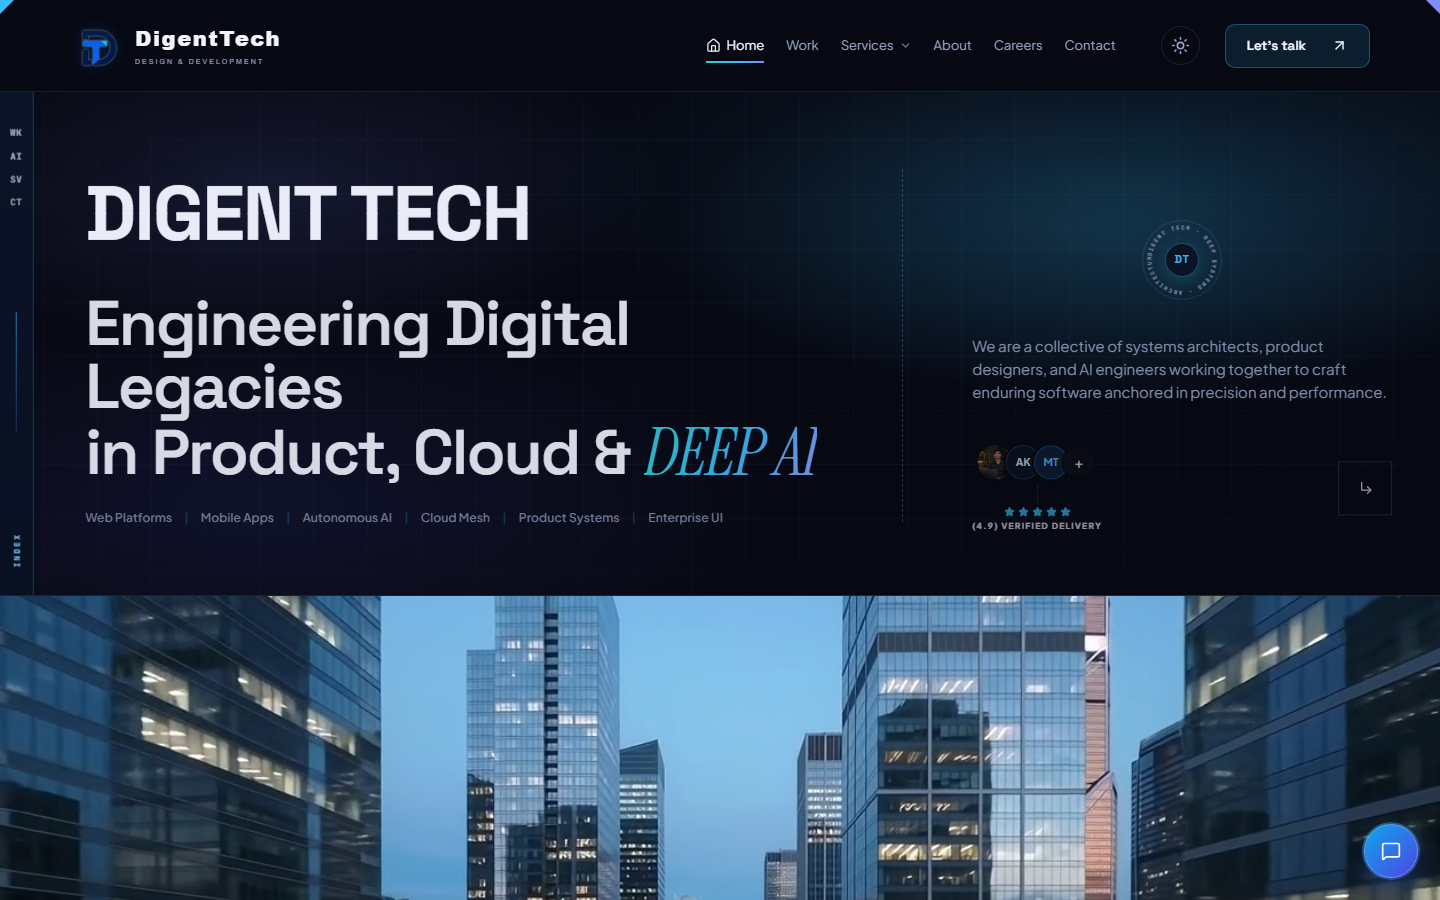 DigentTech
DESIGN & DEVELOPMENT
Home
Work
Services
About
Careers
Contact
Let's talk
WK
AI
SV
CT
INDEX
DIGENT TECH
Engineering Digital
Legacies
in Product, Cloud & DEEP AI
Web Platforms | Mobile Apps | Autonomous AI | Cloud Mesh | Product Systems | Enterprise UI
DT
We are a collective of systems architects, product
designers, and AI engineers working together to craft
enduring software anchored in precision and performance.
AK
MT
+
(4.9) VERIFIED DELIVERY